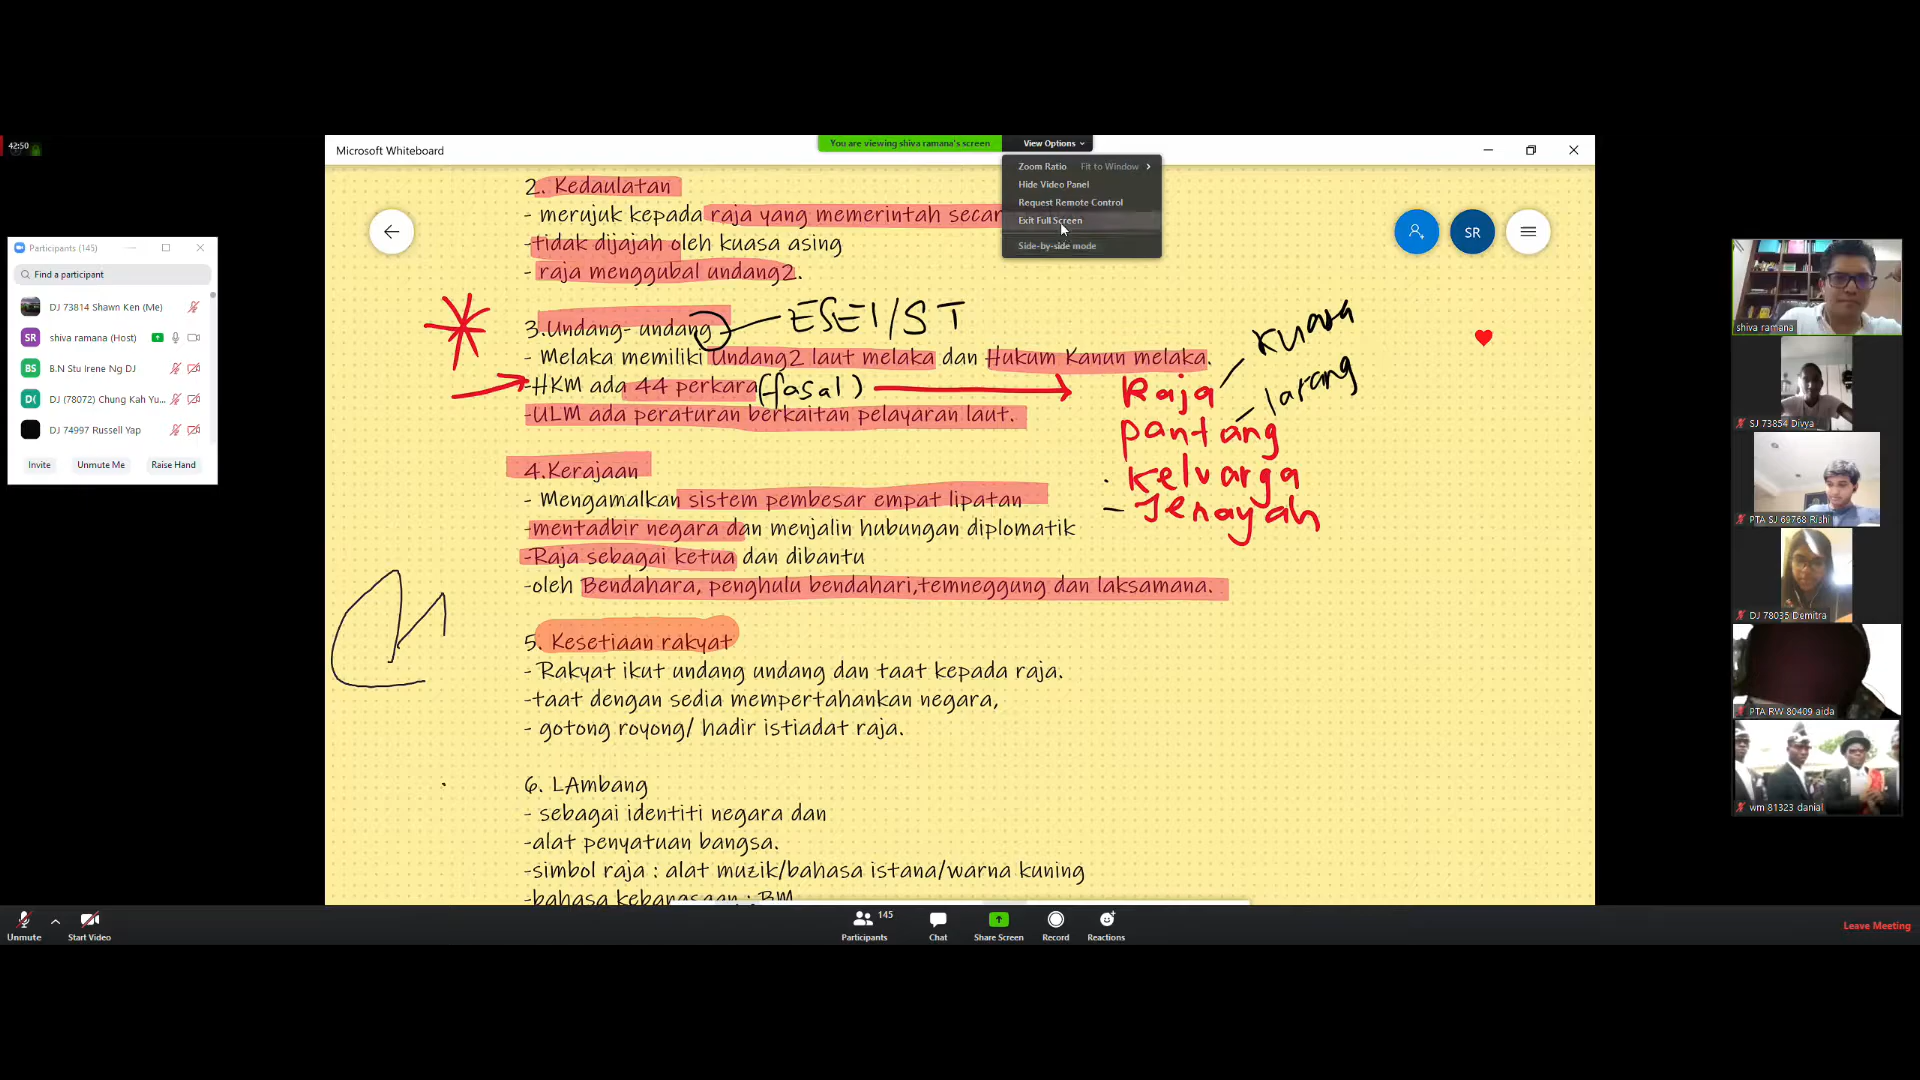 42:50
Microsoft Whiteboard
You are viewing shiva ramana's screen
View Options
Zoom Ratio Fit to Window
Hide Video Panel
Request Remote Control
Exit Full Screen
Side-by-side mode
Participants (145)
Find a participant
DJ 73814 Shawn Ken (Me)
SR shiva ramana (Host)
BS B.N Stu Irene Ng DJ
D( DJ (78072) Chung Kah Yu...
DJ 74997 Russell Yap
Invite Unmute Me Raise Hand
2. Kedaulatan
- merujuk kepada raja yang memerintah secar
-tidak dijajah oleh kuasa asing
- raja menggubal undang2.
3.Undang- undang
ESEI/ST
- Melaka memiliki Undang2 laut melaka dan Hukum Kanun melaka.
-HKM ada 44 perkara (fasal)
-ULM ada peraturan berkaitan pelayaran laut.
Raja
kuasa
pantang
larang
Keluarga
- Jenayah
4.Kerajaan
- Mengamalkan sistem pembesar empat lipatan
-mentadbir negara dan menjalin hubungan diplomatik
-Raja sebagai ketua dan dibantu
-oleh Bendahara, penghulu bendahari,temneggung dan laksamana.
5. Kesetiaan rakyat
- Rakyat ikut undang undang dan taat kepada raja.
-taat dengan sedia mempertahankan negara,
- gotong royong/ hadir istiadat raja.
6. LAmbang
- sebagai identiti negara dan
-alat penyatuan bangsa.
-simbol raja : alat muzik/bahasa istana/warna kuning
-bahasa kebangsaan : BM
SR
shiva ramana
SJ 73854 Divya
PTA SJ 69768 Rishi
DJ 78035 Demitra
PTA RW 80409 aida
wm 81323 danial
Unmute
Start Video
Participants 145
Chat
Share Screen
Record
Reactions
Leave Meeting